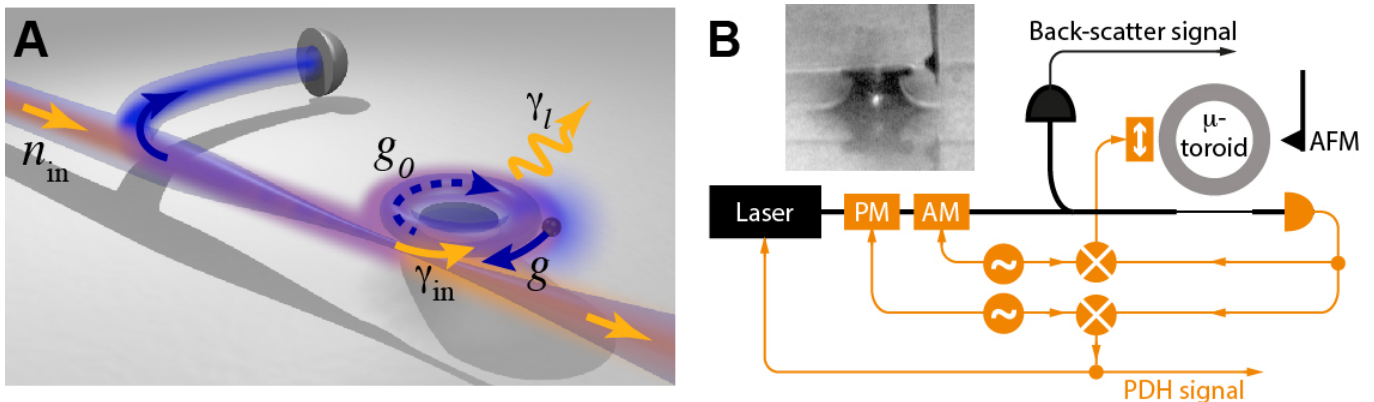 A
n_in
g_0
γ_l
γ_in
g
B
Back-scatter signal
μ-
toroid
AFM
Laser
PM
AM
~
~
PDH signal